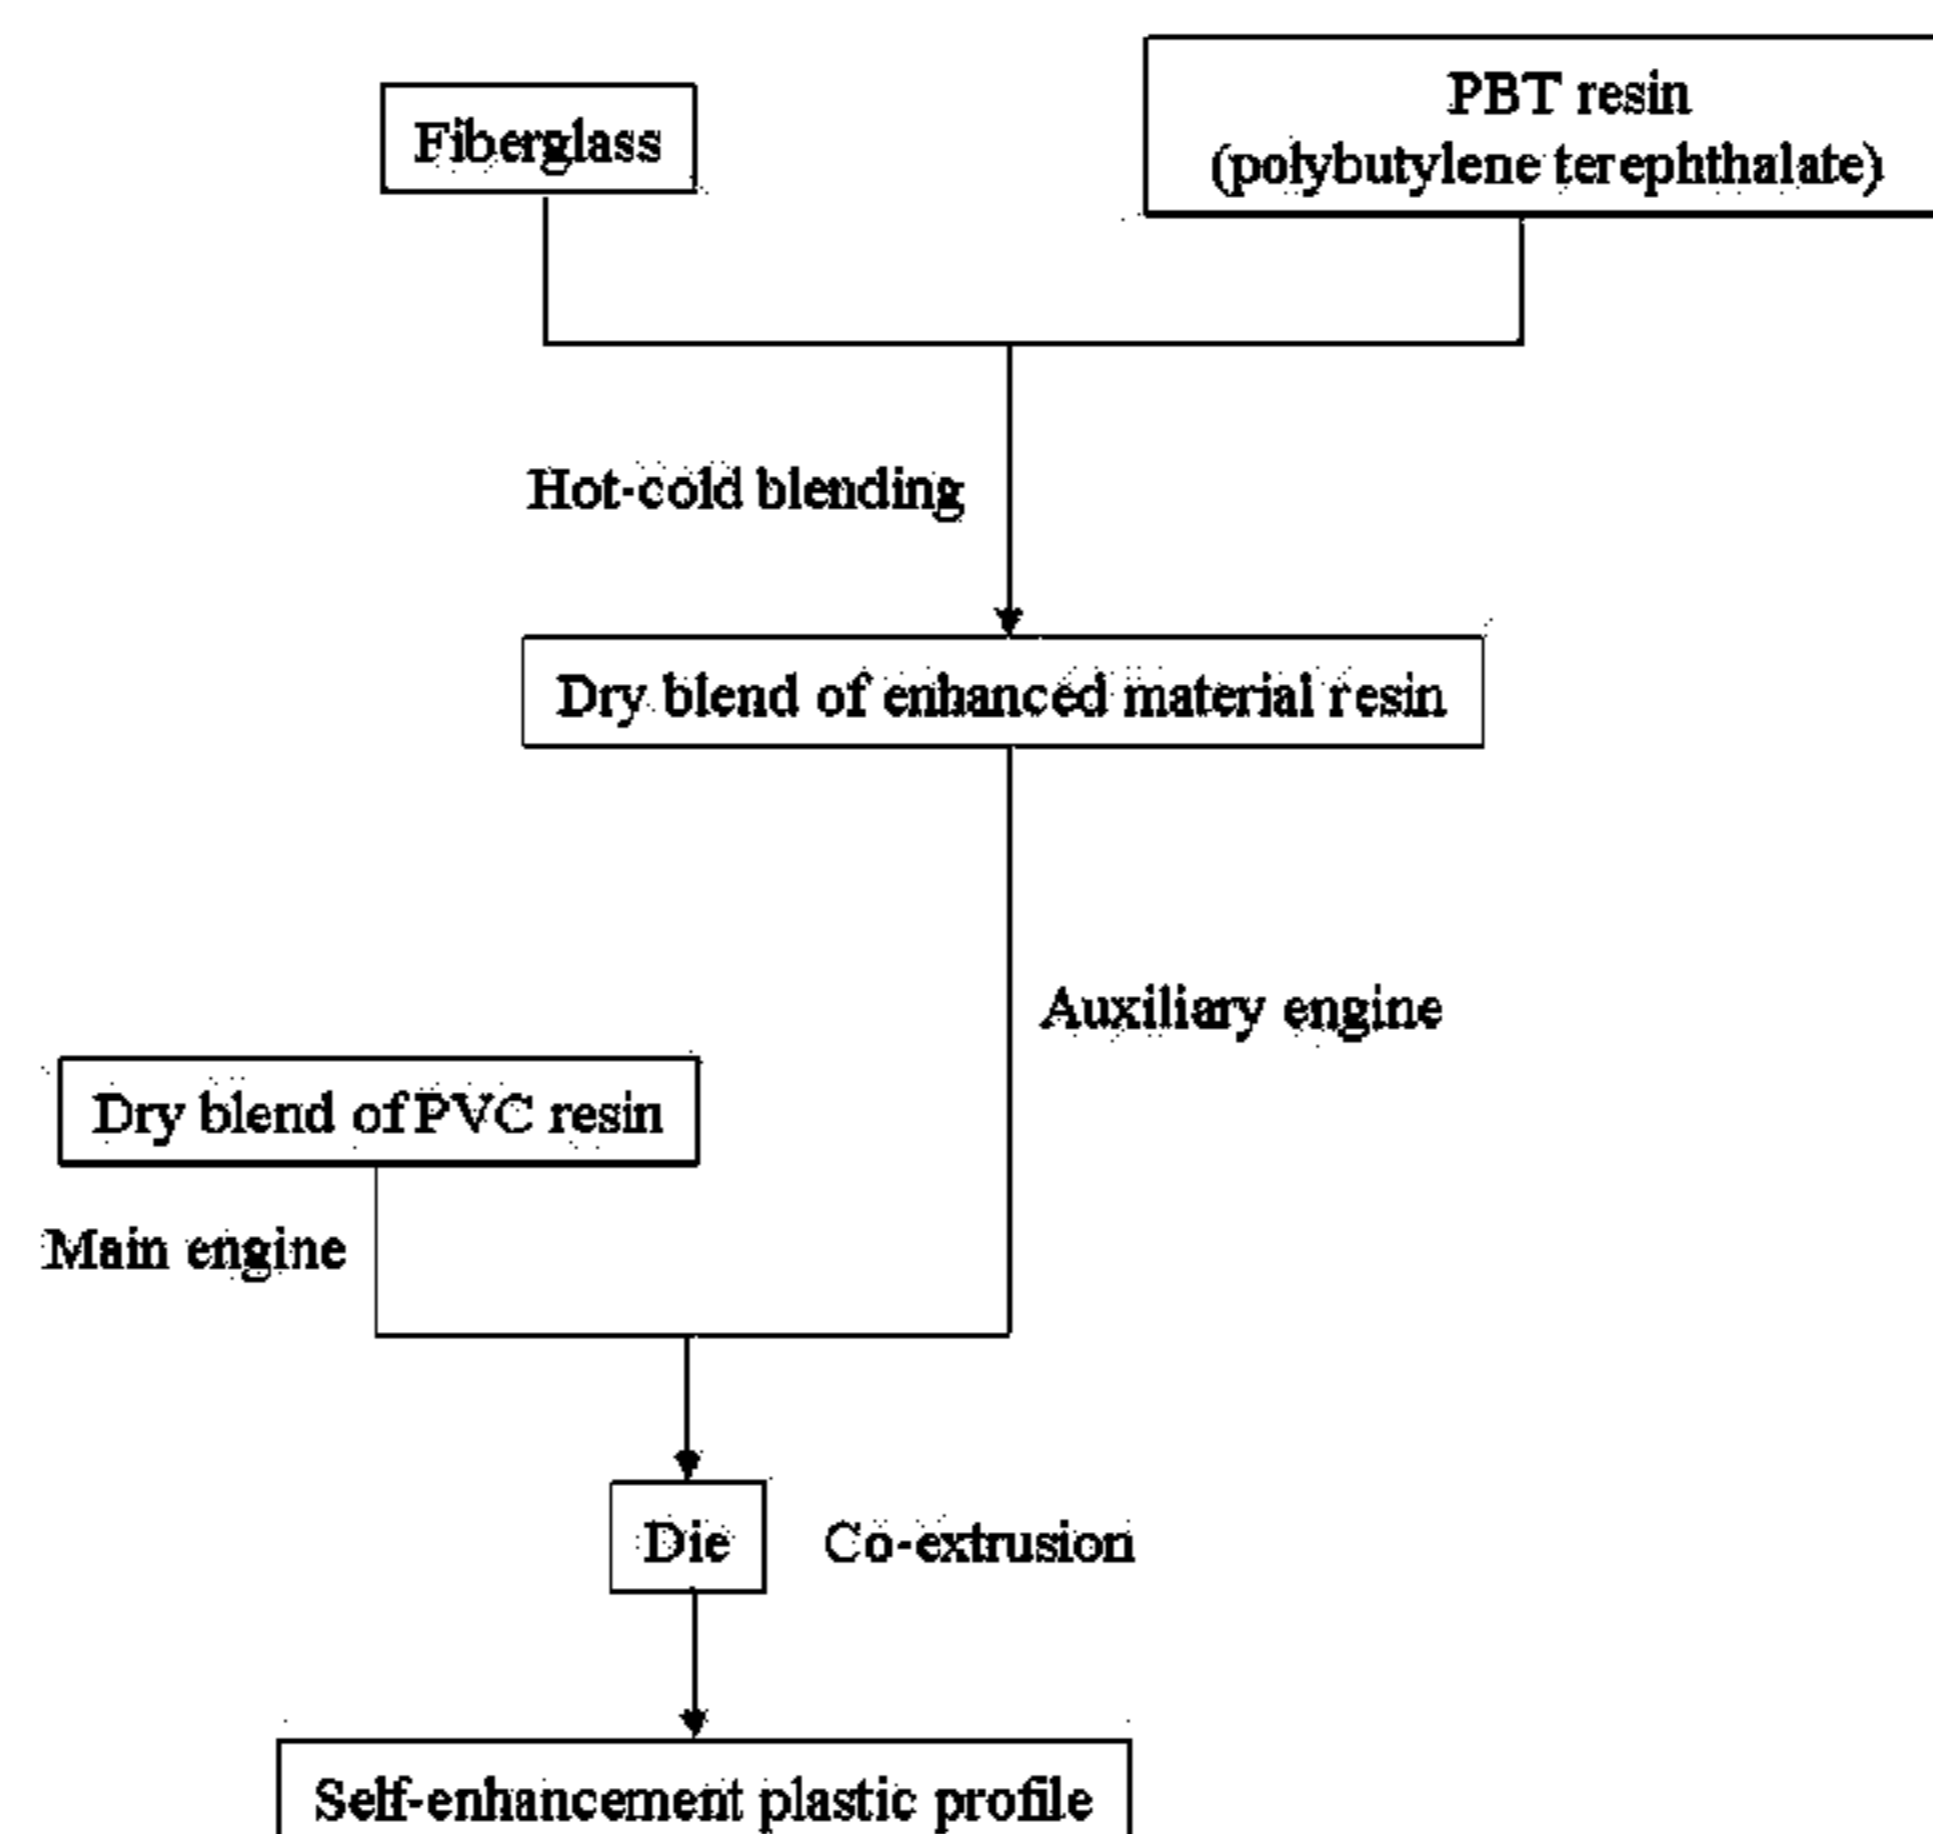 Fiberglass
PBT resin
(polybutylene terephthalate)
Hot-cold blending
Dry blend of enhanced material resin
Auxiliary engine
Dry blend of PVC resin
Main engine
Die
Co-extrusion
Self-enhancement plastic profile